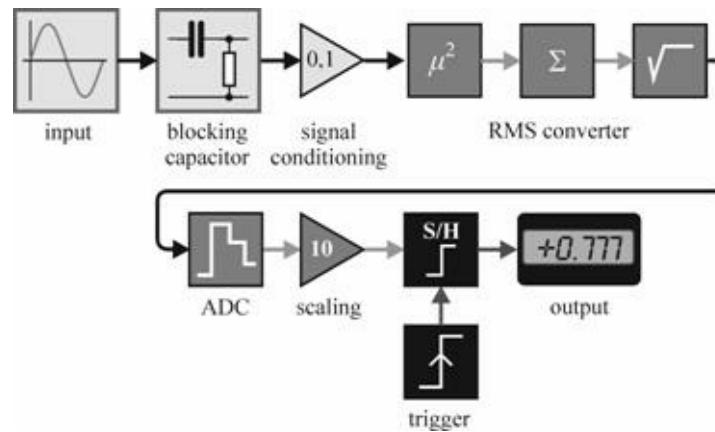 0,1
μ²
Σ
√
input
blocking
capacitor
signal
conditioning
RMS converter
10
S/H
+0.777
ADC
scaling
output
trigger